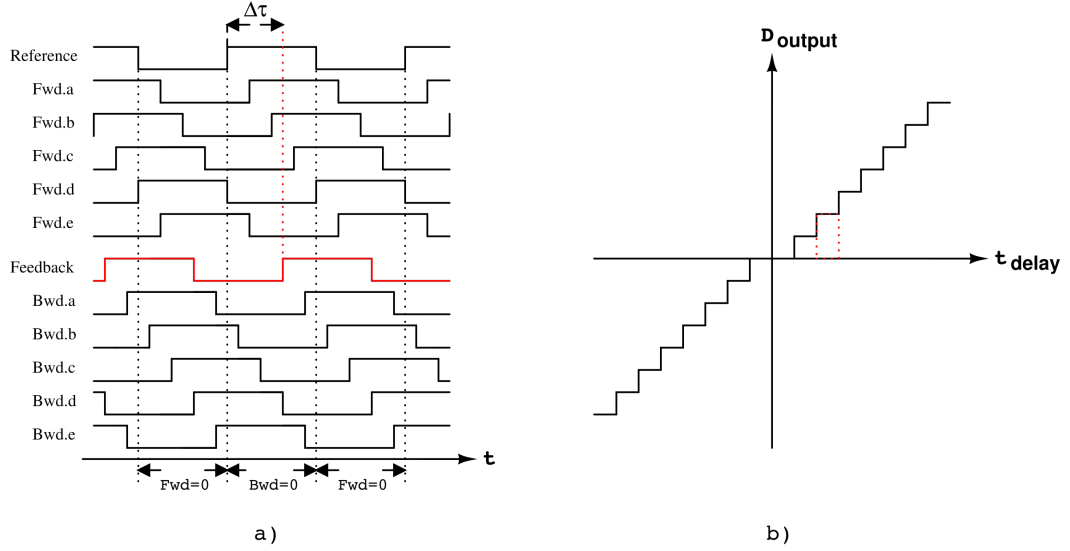 Δτ
Reference
Fwd.a
Fwd.b
Fwd.c
Fwd.d
Fwd.e
Feedback
Bwd.a
Bwd.b
Bwd.c
Bwd.d
Bwd.e
t
Fwd=0 Bwd=0 Fwd=0
a)
D output
t delay
b)